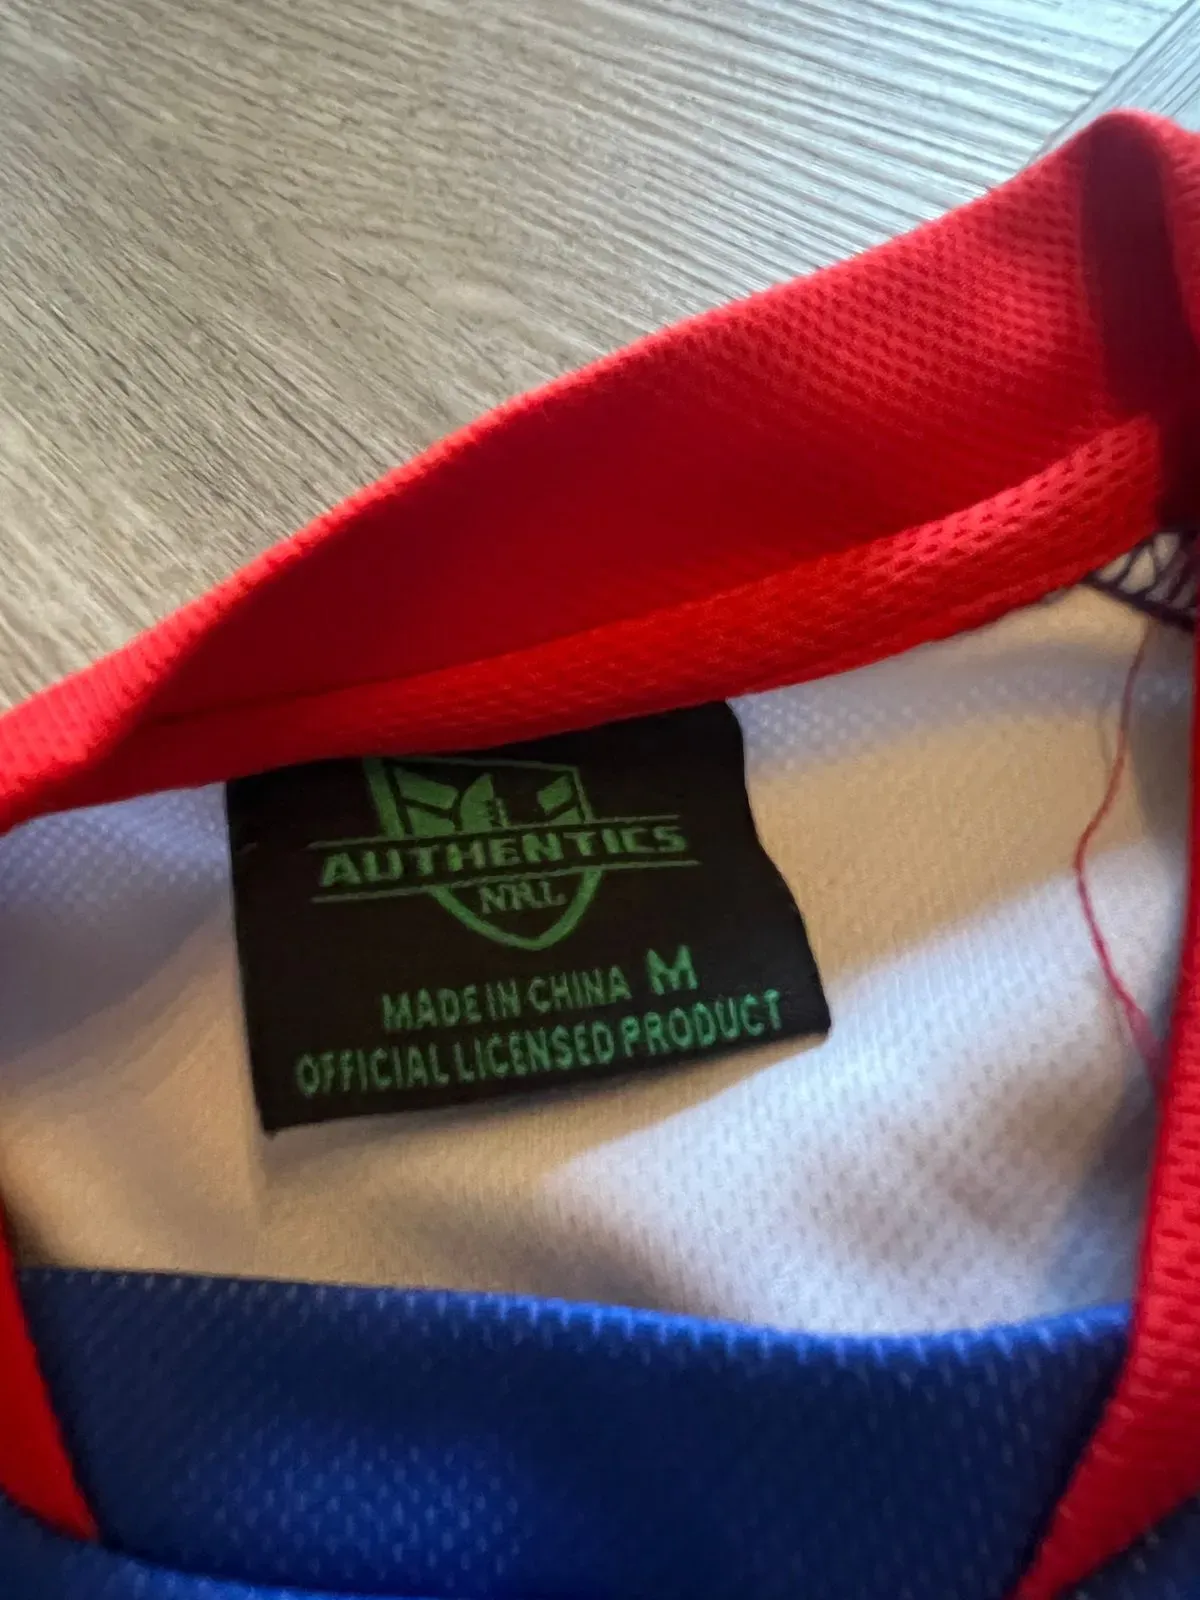 AUTHENTICS
NRL
MADE IN CHINA M
OFFICIAL LICENSED PRODUCT